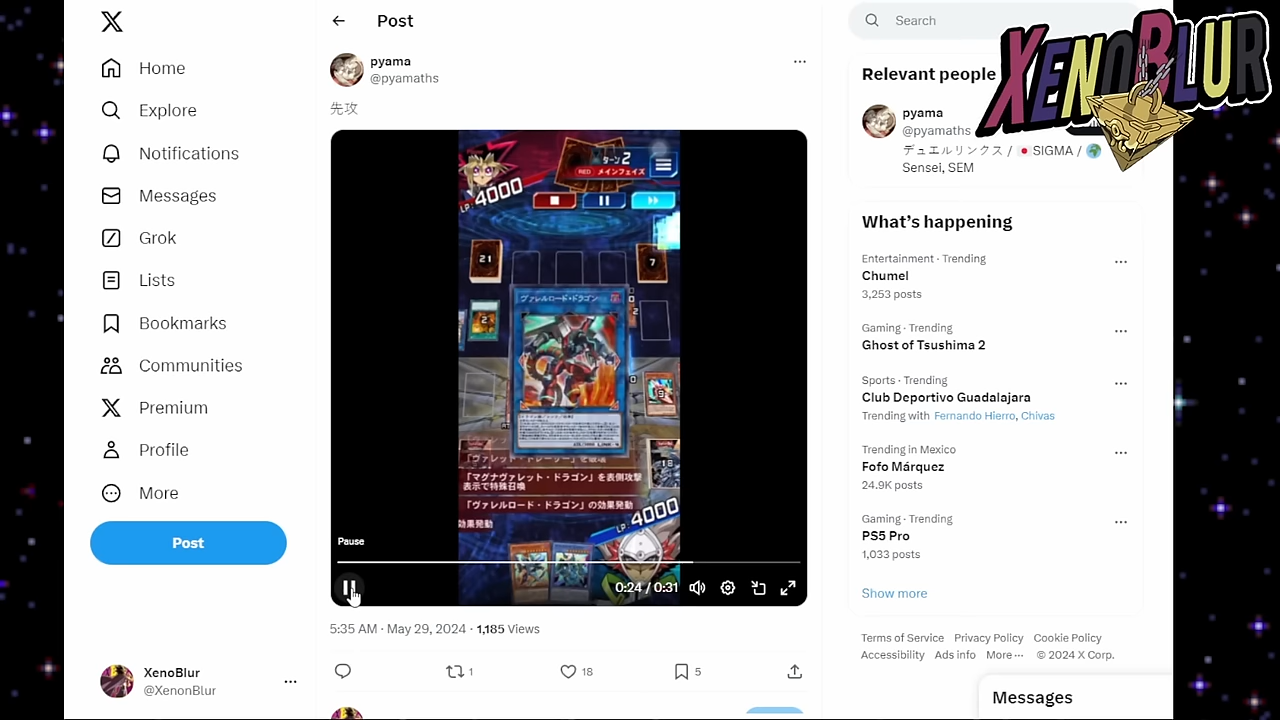 Home
Explore
Notifications
Messages
Grok
Lists
Bookmarks
Communities
Premium
Profile
More
Post
XenoBlur
@XenonBlur
Post
pyama
@pyamaths
先攻
LP: 4000
ターン 2
RED メインフェイズ
21
7
2
ヴァレルロード・ドラゴン
9
18
「マグナヴァレット・ドラゴン」を表側攻撃
表示で特殊召喚
「ヴァレルロード・ドラゴン」の効果発動
効果発動
LP: 4000
Pause
0:24 / 0:31
5:35 AM · May 29, 2024 · 1,185 Views
1
18
5
Search
XENOBLUR
Relevant people
pyama
@pyamaths
デュエルリンクス / 🇯🇵 SIGMA / 🌍
Sensei, SEM
What's happening
Entertainment · Trending
Chumel
3,253 posts
Gaming · Trending
Ghost of Tsushima 2
Sports · Trending
Club Deportivo Guadalajara
Trending with Fernando Hierro, Chivas
Trending in Mexico
Fofo Márquez
24.9K posts
Gaming · Trending
PS5 Pro
1,033 posts
Show more
Terms of Service Privacy Policy Cookie Policy
Accessibility Ads info More ··· © 2024 X Corp.
Messages